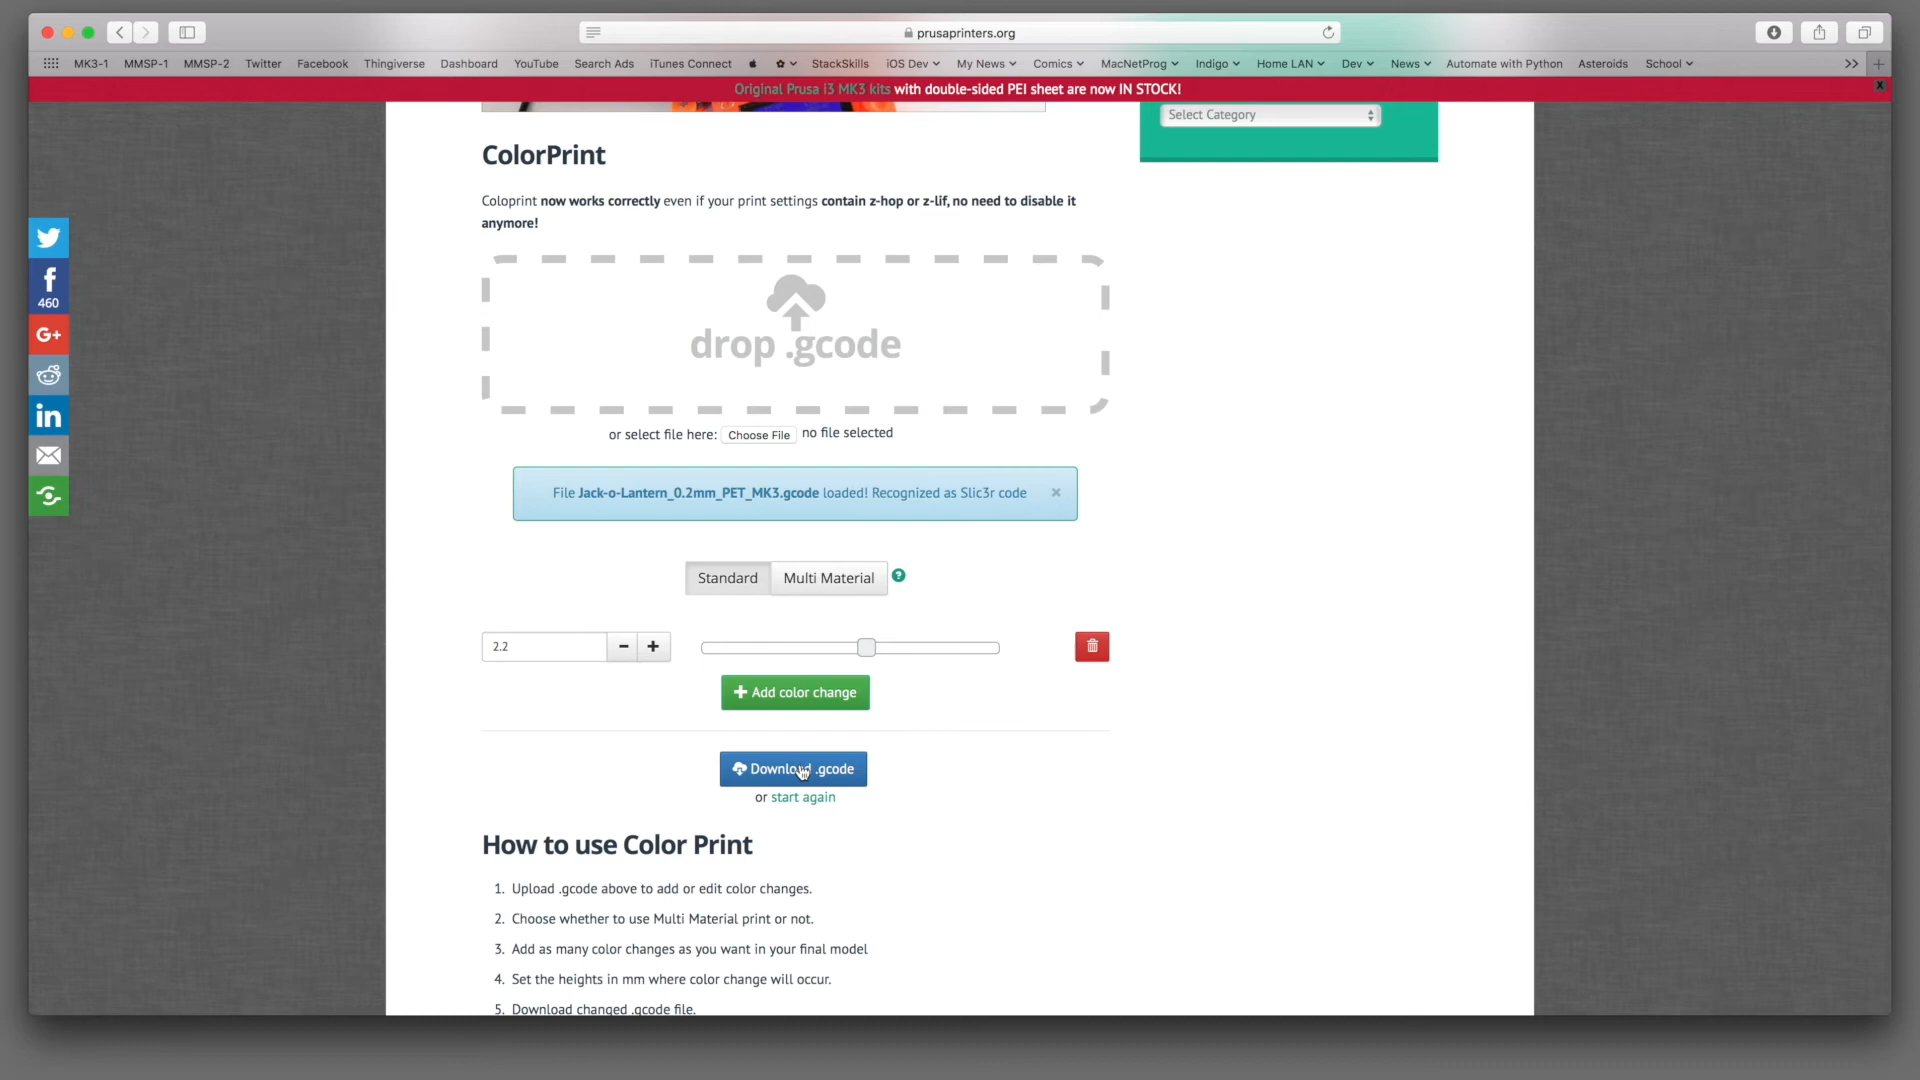 prusaprinters.org
MK3-1 MMSP-1 MMSP-2 Twitter Facebook Thingiverse Dashboard YouTube Search Ads iTunes Connect StackSkills iOS Dev My News Comics MacNetProg Indigo Home LAN Dev News Automate with Python Asteroids School
Original Prusa i3 MK3 kits with double-sided PEI sheet are now IN STOCK!
X
Select Category
ColorPrint
Coloprint now works correctly even if your print settings contain z-hop or z-lif, no need to disable it
anymore!
460
G+
in
drop .gcode
or select file here: Choose File no file selected
File Jack-o-Lantern_0.2mm_PET_MK3.gcode loaded! Recognized as Slic3r code ×
Standard Multi Material ?
2.2 − +
+ Add color change
Download .gcode
or start again
How to use Color Print
1. Upload .gcode above to add or edit color changes.
2. Choose whether to use Multi Material print or not.
3. Add as many color changes as you want in your final model
4. Set the heights in mm where color change will occur.
5. Download changed .gcode file.